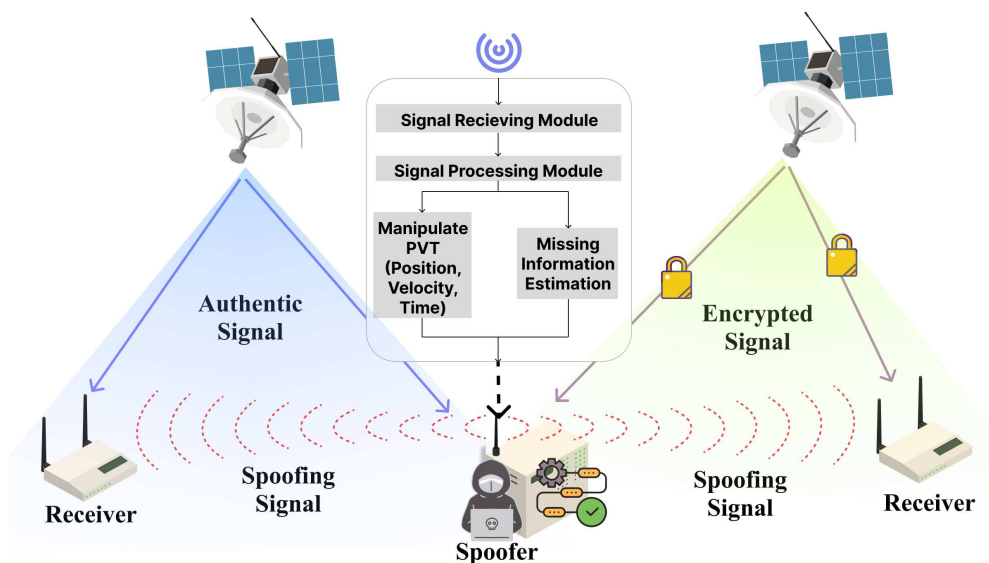 Signal Recieving Module
Signal Processing Module
Manipulate
PVT
(Position,
Velocity,
Time)
Missing
Information
Estimation
Authentic
Signal
Encrypted
Signal
Spoofing
Signal
Spoofing
Signal
Receiver
Spoofer
Receiver